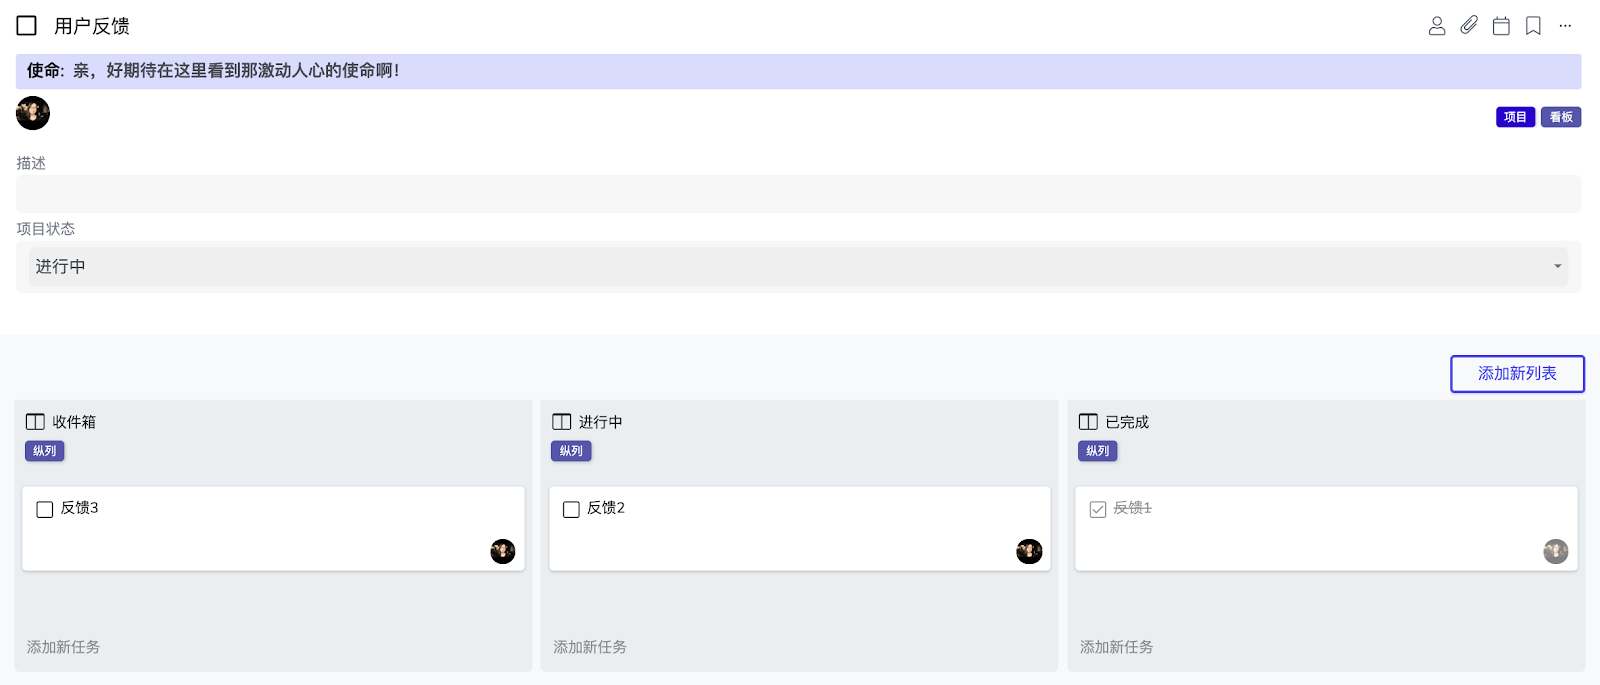 用户反馈
使命: 亲，好期待在这里看到那激动人心的使命啊！
项目 看板
描述
项目状态
进行中
添加新列表
收件箱
纵列
反馈3
添加新任务
进行中
纵列
反馈2
添加新任务
已完成
纵列
反馈1
添加新任务